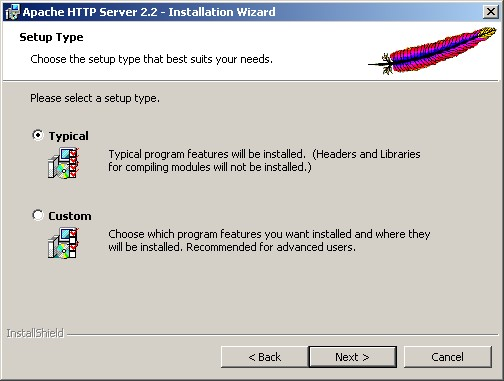 Apache HTTP Server 2.2 - Installation Wizard
Setup Type
Choose the setup type that best suits your needs.
Please select a setup type.
Typical
Typical program features will be installed. (Headers and Libraries
for compiling modules will not be installed.)
Custom
Choose which program features you want installed and where they
will be installed. Recommended for advanced users.
InstallShield
< Back
Next >
Cancel